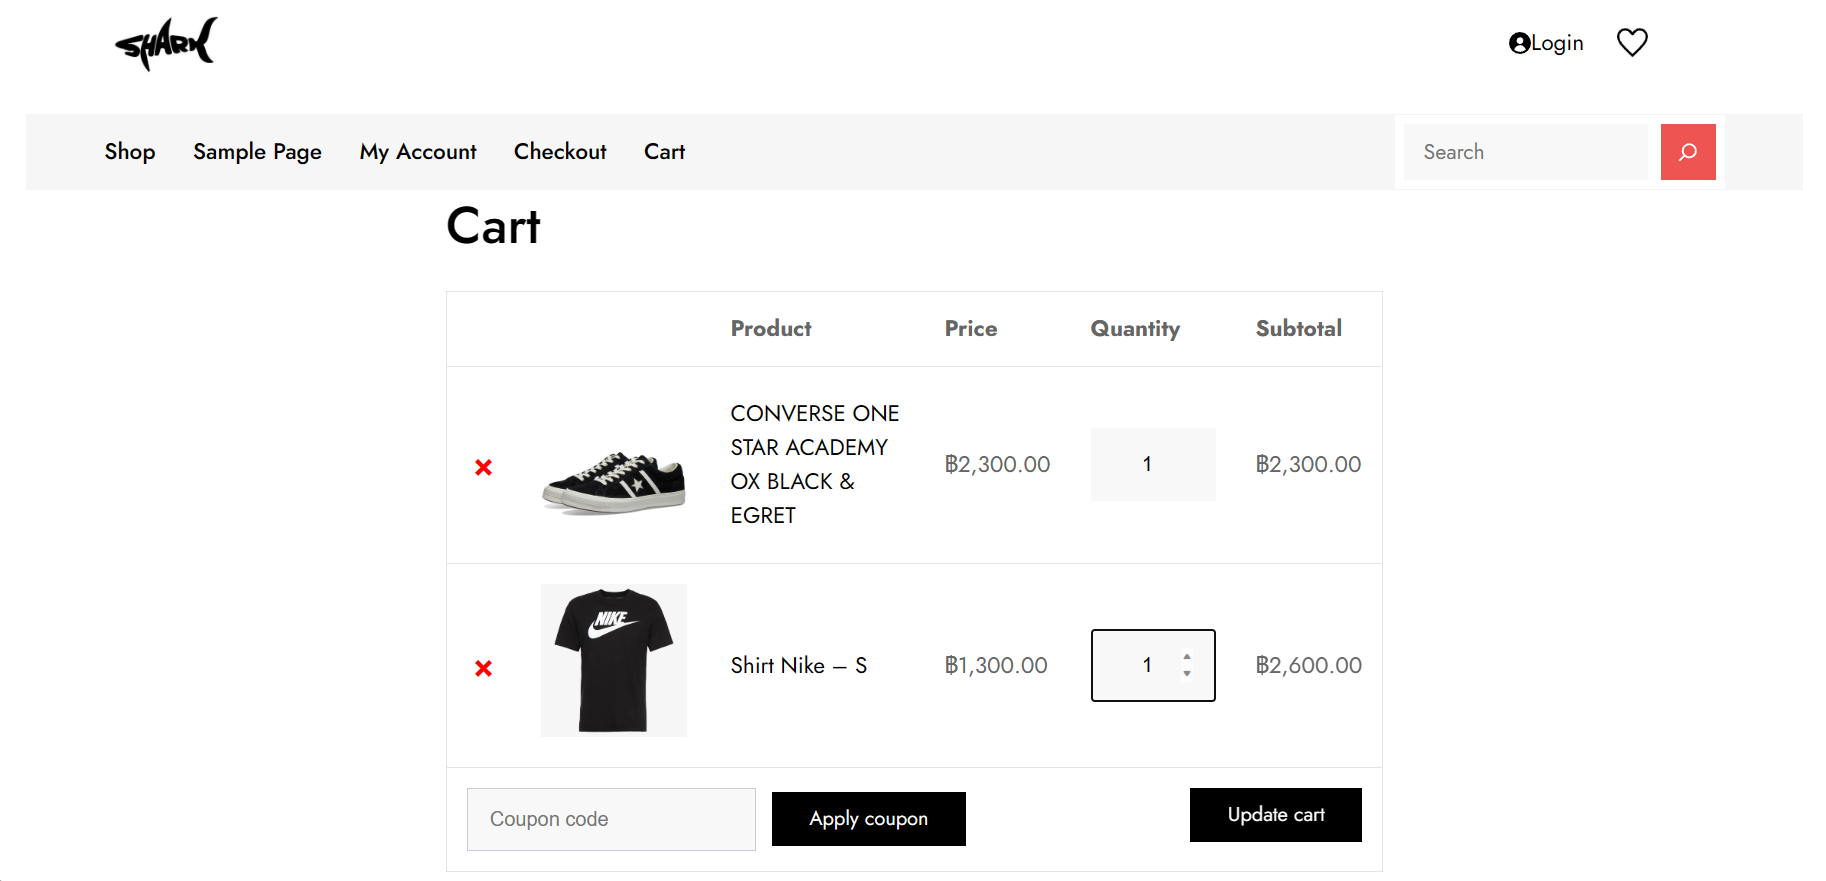 SHARK
Login
Shop Sample Page My Account Checkout Cart
Search
Cart
Product Price Quantity Subtotal
CONVERSE ONE
STAR ACADEMY
OX BLACK &
EGRET
฿2,300.00 1 ฿2,300.00
NIKE
Shirt Nike – S ฿1,300.00 1 ฿2,600.00
Coupon code Apply coupon Update cart